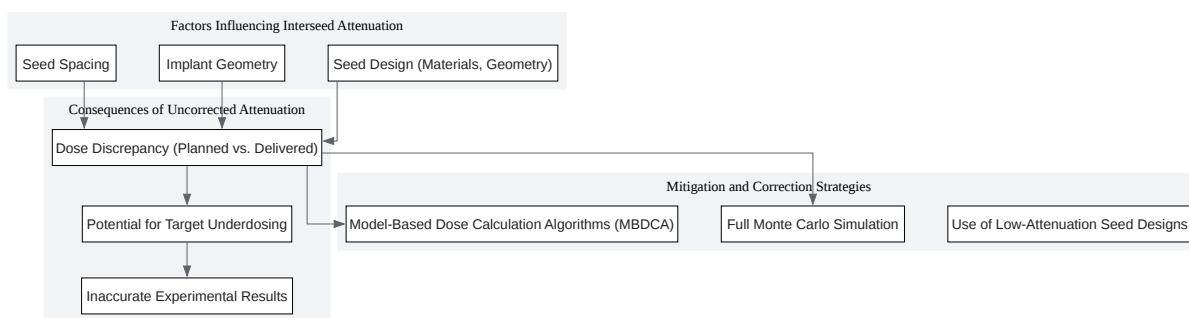 Factors Influencing Interseed Attenuation
Seed Spacing
Implant Geometry
Seed Design (Materials, Geometry)
Consequences of Uncorrected Attenuation
Dose Discrepancy (Planned vs. Delivered)
Potential for Target Underdosing
Inaccurate Experimental Results
Mitigation and Correction Strategies
Model-Based Dose Calculation Algorithms (MBDCA)
Full Monte Carlo Simulation
Use of Low-Attenuation Seed Designs